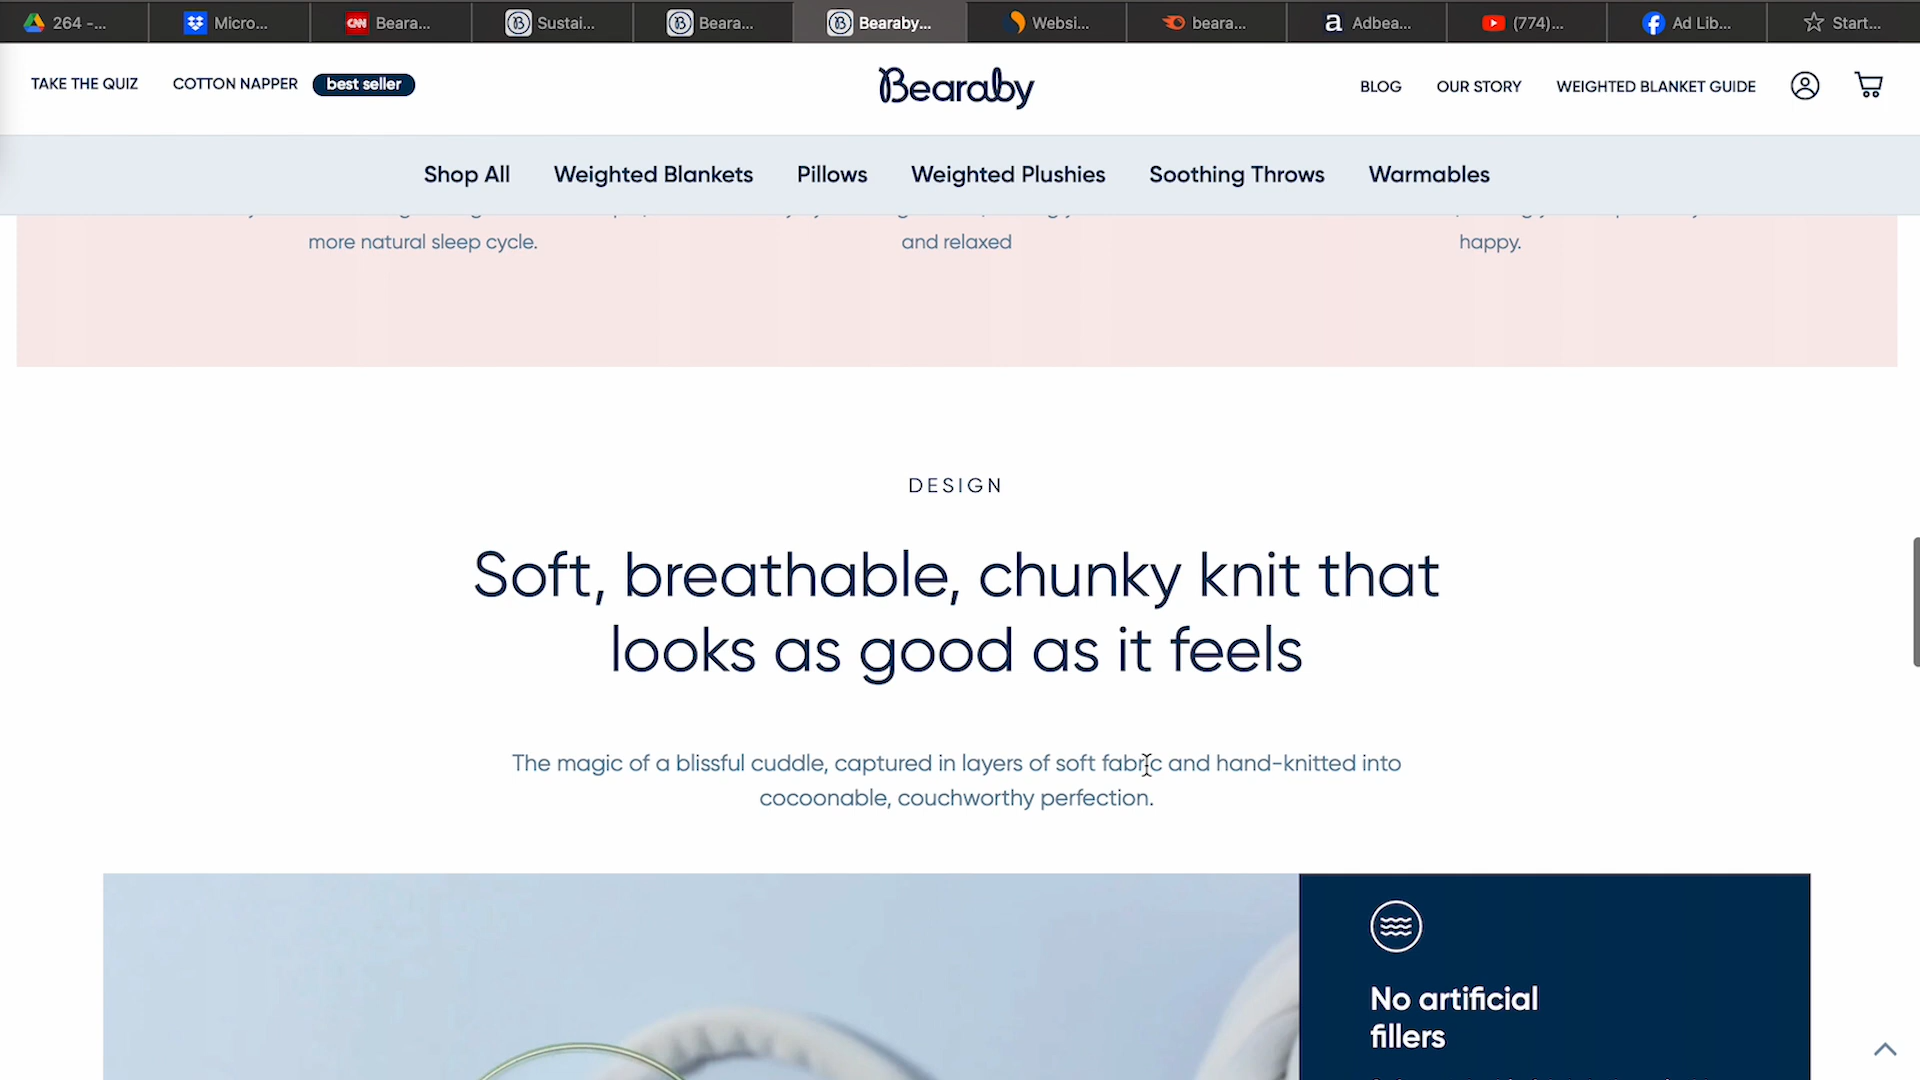 264 -...
Micro...
CNN Beara...
Sustai...
Beara...
Bearaby...
Websi...
beara...
a Adbea...
(774)...
Ad Lib...
Start...
TAKE THE QUIZ COTTON NAPPER best seller
Bearaby
BLOG OUR STORY WEIGHTED BLANKET GUIDE
Shop All Weighted Blankets Pillows Weighted Plushies Soothing Throws Warmables
more natural sleep cycle.
and relaxed
happy.
DESIGN
Soft, breathable, chunky knit that
looks as good as it feels
The magic of a blissful cuddle, captured in layers of soft fabric and hand-knitted into
cocoonable, couchworthy perfection.
No artificial
fillers